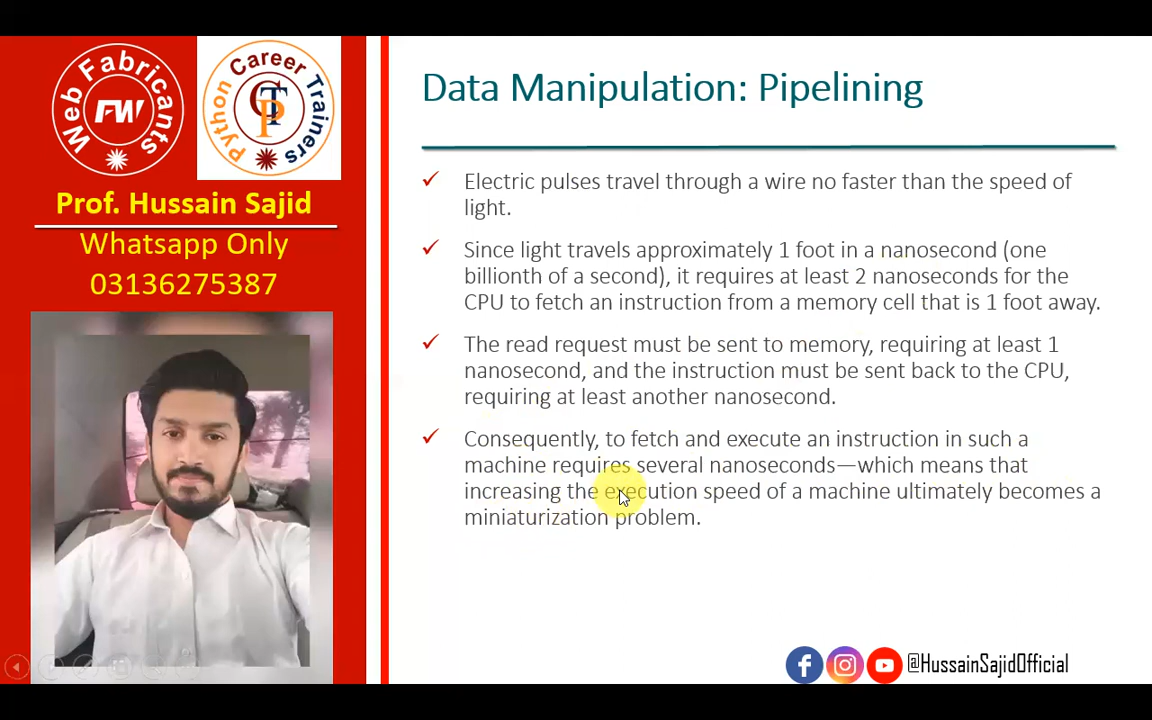 Web Fabricants
FW
Python Career Trainers
CTP
Prof. Hussain Sajid
Whatsapp Only
03136275387
Data Manipulation: Pipelining
Electric pulses travel through a wire no faster than the speed of
light.
Since light travels approximately 1 foot in a nanosecond (one
billionth of a second), it requires at least 2 nanoseconds for the
CPU to fetch an instruction from a memory cell that is 1 foot away.
The read request must be sent to memory, requiring at least 1
nanosecond, and the instruction must be sent back to the CPU,
requiring at least another nanosecond.
Consequently, to fetch and execute an instruction in such a
machine requires several nanoseconds—which means that
increasing the execution speed of a machine ultimately becomes a
miniaturization problem.
@HussainSajidOfficial